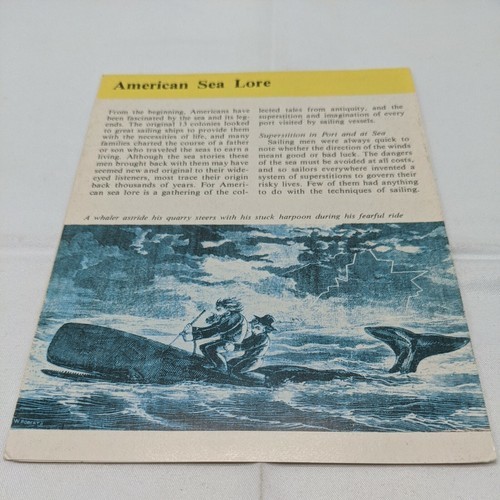 American Sea Lore
From the beginning, Americans have
been fascinated by the sea and its leg-
ends. The original 13 colonies looked
to great sailing ships to provide them
with the necessities of life, and many
families charted the course of a father
or son who traveled the seas to earn a
living. Although the sea stories these
men brought back with them may have
seemed new and original to their wide-
eyed listeners, most trace their origin
back thousands of years. For Ameri-
can sea lore is a gathering of the col-
lected tales from antiquity, and the
superstition and imagination of every
port visited by sailing vessels.
Superstition in Port and at Sea
Sailing men were always quick to
note whether the direction of the winds
meant good or bad luck. The dangers
of the sea must be avoided at all costs,
and so sailors everywhere invented a
system of superstitions to govern their
risky lives. Few of them had anything
to do with the techniques of sailing.
A whaler astride his quarry steers with his stuck harpoon during his fearful ride